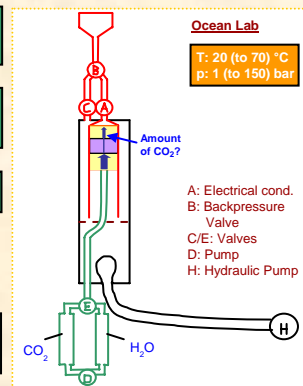 Ocean Lab
T: 20 (to 70) °C
p: 1 (to 150) bar
B
C
A
Amount
of CO₂?
A: Electrical cond.
B: Backpressure
Valve
C/E: Valves
D: Pump
H: Hydraulic Pump
E
H
CO₂
H₂O
D